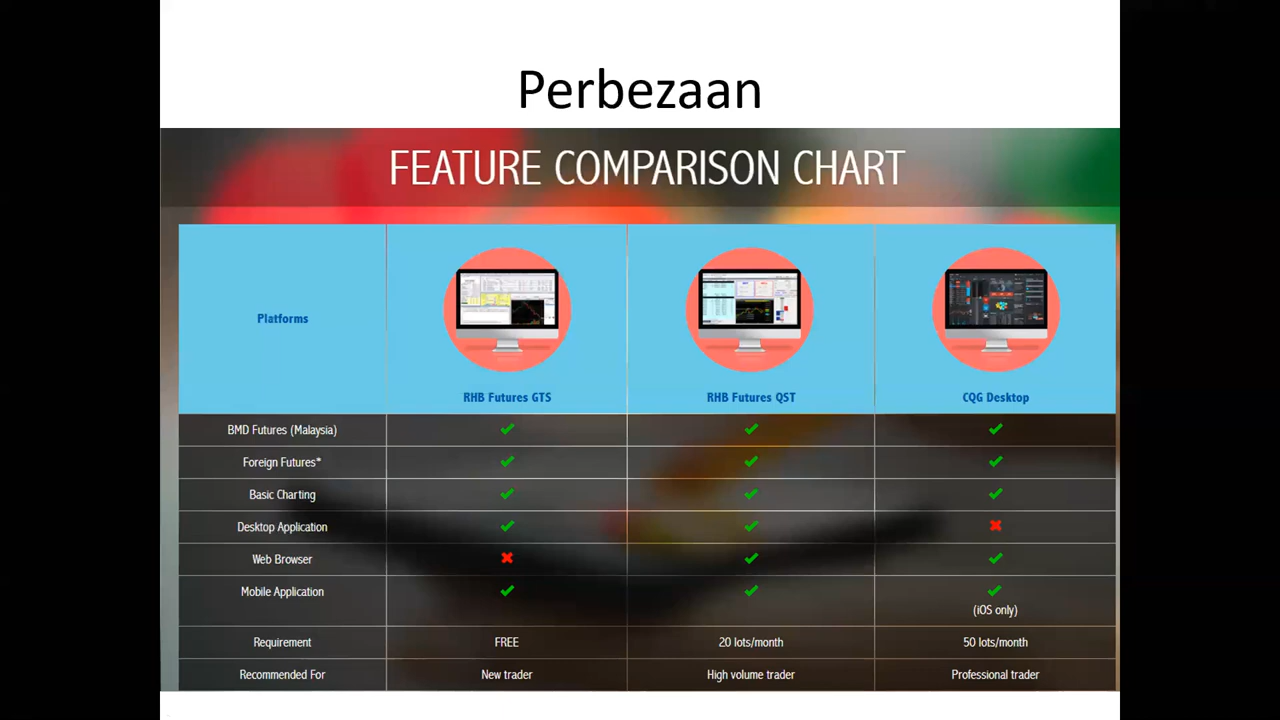 Perbezaan
FEATURE COMPARISON CHART
Platforms
RHB Futures GTS
RHB Futures QST
CQG Desktop
BMD Futures (Malaysia) ✔ ✔ ✔
Foreign Futures* ✔ ✔ ✔
Basic Charting ✔ ✔ ✔
Desktop Application ✔ ✔ ✖
Web Browser ✖ ✔ ✔
Mobile Application ✔ ✔ ✔
(iOS only)
Requirement FREE 20 lots/month 50 lots/month
Recommended For New trader High volume trader Professional trader